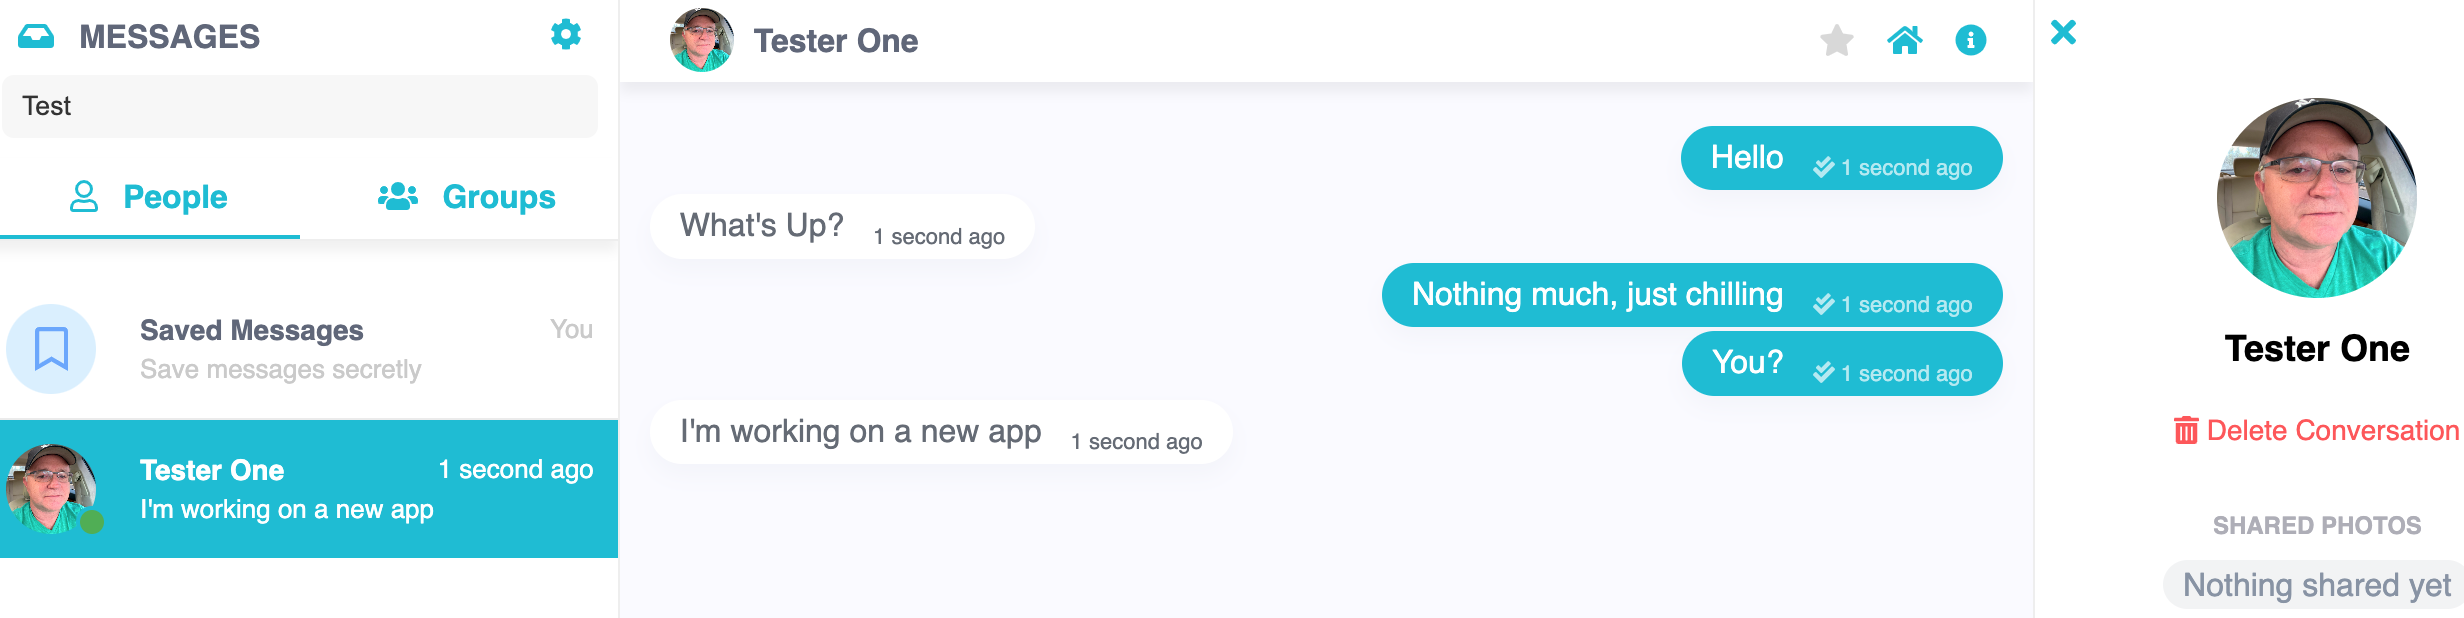 MESSAGES
Test
People
Groups
Saved Messages
You
Save messages secretly
Tester One
1 second ago
I'm working on a new app
Tester One
Hello
1 second ago
What's Up?
1 second ago
Nothing much, just chilling
1 second ago
You?
1 second ago
I'm working on a new app
1 second ago
Tester One
Delete Conversation
SHARED PHOTOS
Nothing shared yet